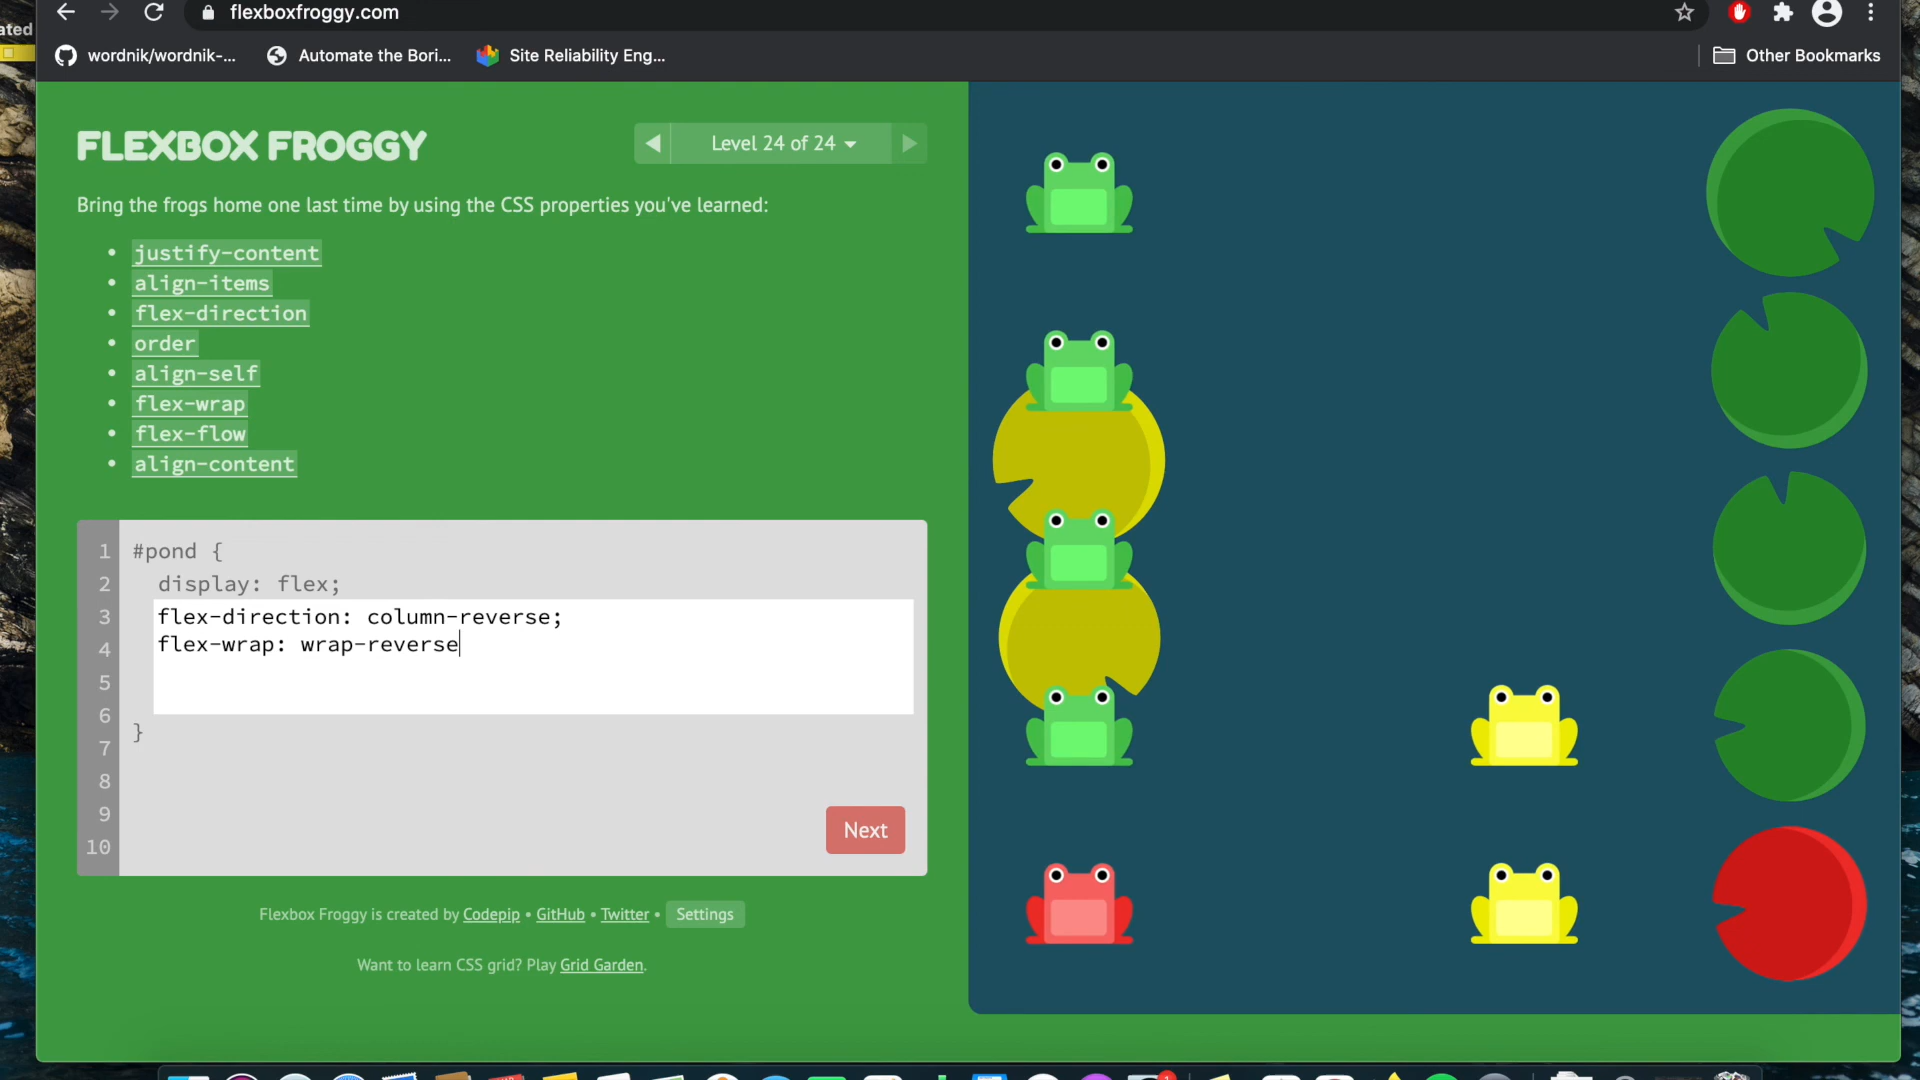 ated
flexboxfroggy.com
wordnik/wordnik-...
Automate the Bori...
Site Reliability Eng...
Other Bookmarks
FLEXBOX FROGGY
Level 24 of 24
Bring the frogs home one last time by using the CSS properties you've learned:
• justify-content
• align-items
• flex-direction
• order
• align-self
• flex-wrap
• flex-flow
• align-content
1 #pond {
2 display: flex;
3 flex-direction: column-reverse;
4 flex-wrap: wrap-reverse
5
6 }
7
8
9
10
Next
Flexbox Froggy is created by Codepip • GitHub • Twitter • Settings
Want to learn CSS grid? Play Grid Garden.
1